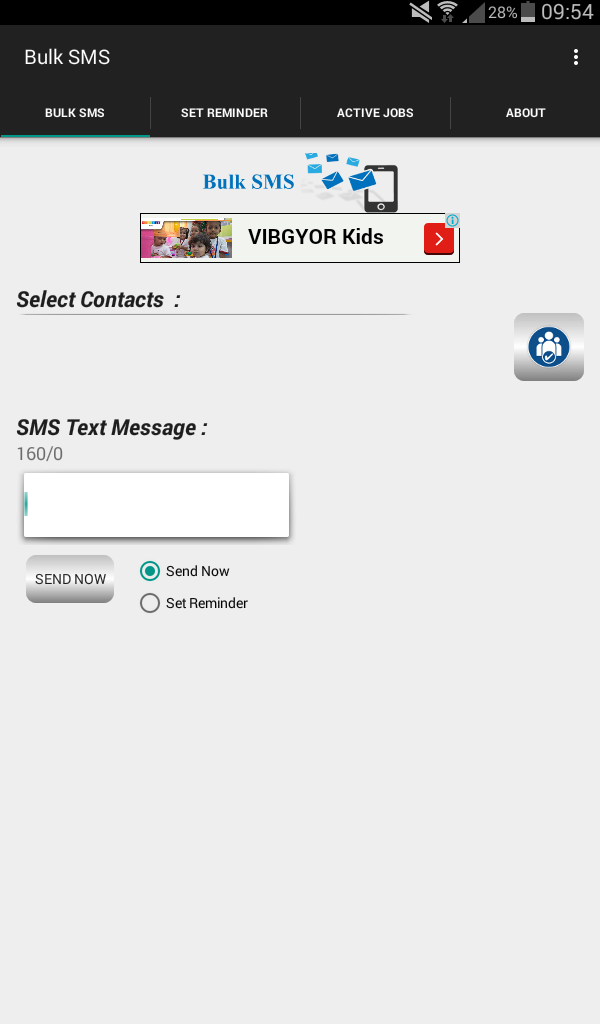 28% 09:54
Bulk SMS
BULK SMS SET REMINDER ACTIVE JOBS ABOUT
Bulk SMS
VIBGYOR Kids
Select Contacts :
SMS Text Message :
160/0
SEND NOW
Send Now
Set Reminder